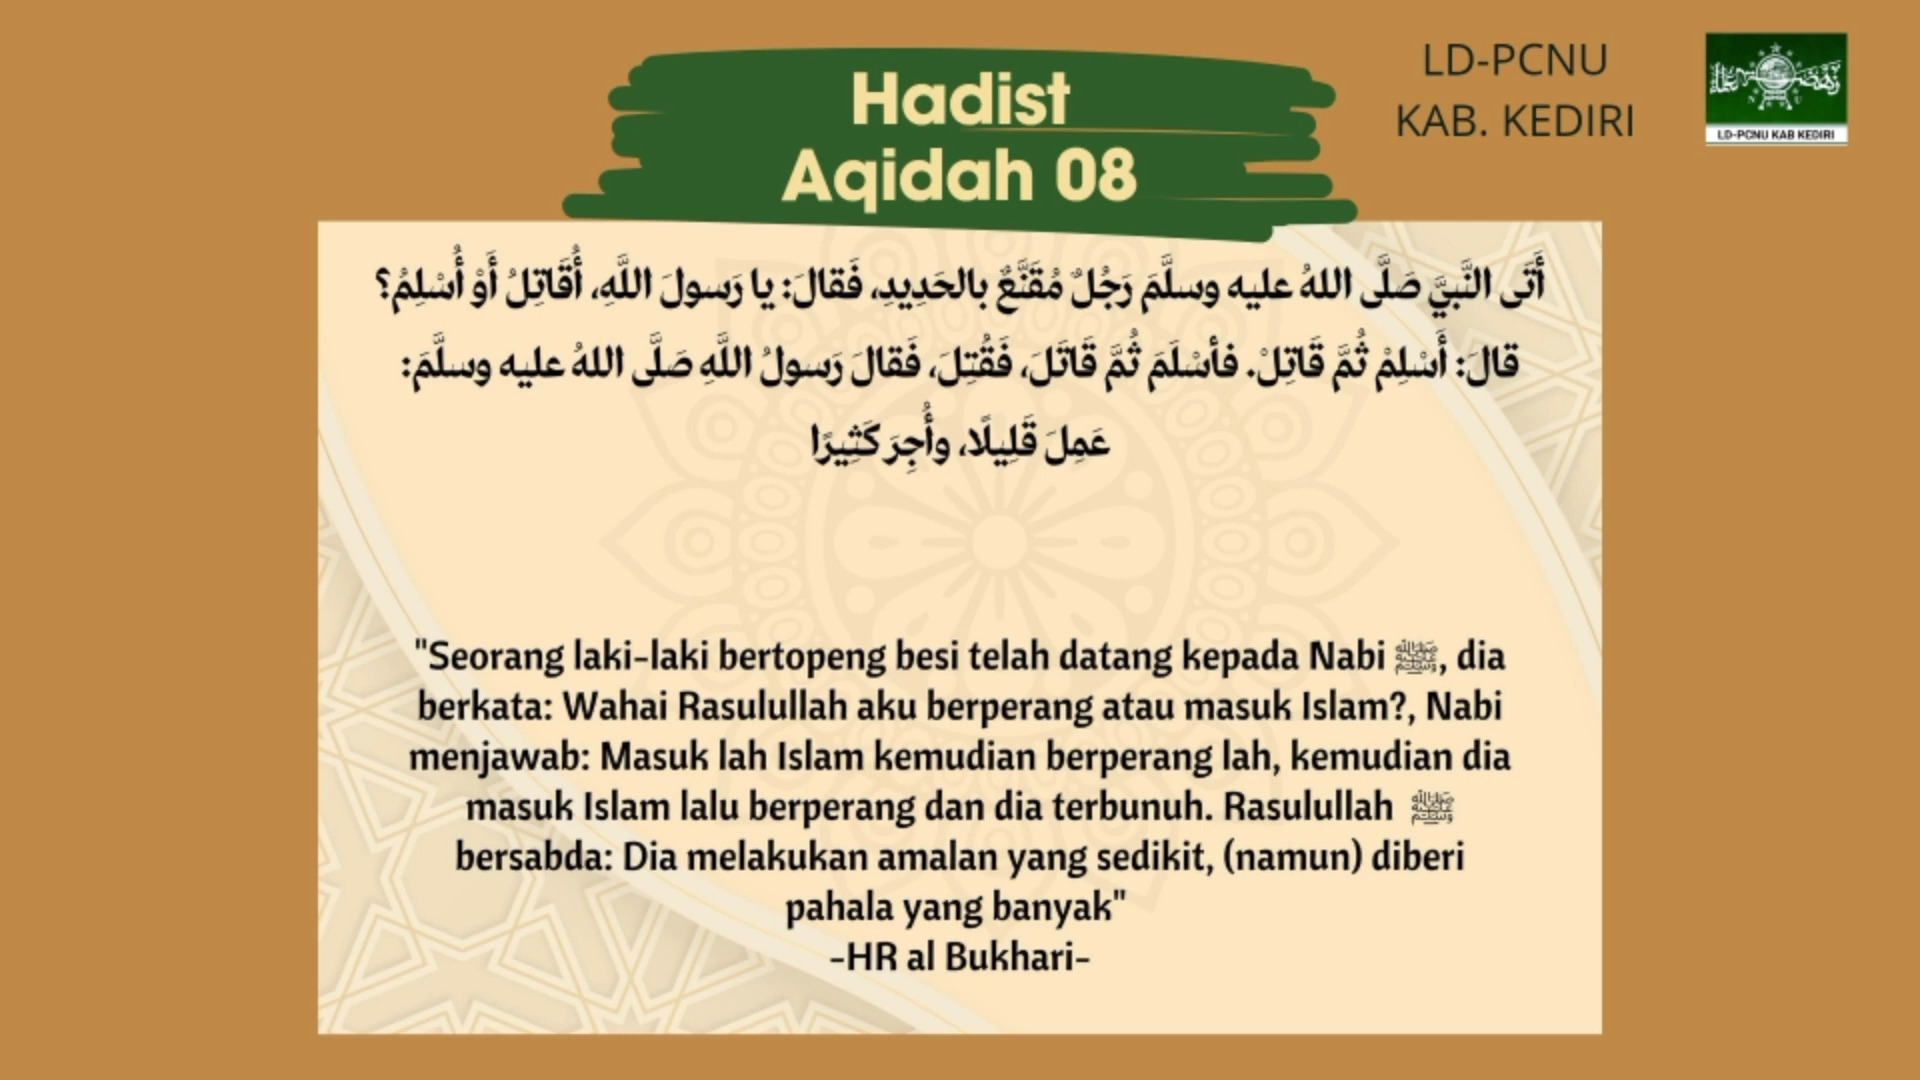 Hadist
Aqidah 08
LD-PCNU
KAB. KEDIRI
LD-PCNU KAB KEDIRI
أَتَى النَّبيَّ صَلَّى اللهُ عليه وسلَّمَ رَجُلٌ مُقَنَّعٌ بالحَدِيدِ، فَقالَ: يا رَسولَ اللَّهِ، أُقَاتِلُ أَوْ أُسْلِمُ؟
قالَ: أَسْلِمْ ثُمَّ قَاتِلْ. فأسْلَمَ ثُمَّ قَاتَلَ، فَقُتِلَ، فَقالَ رَسولُ اللَّهِ صَلَّى اللهُ عليه وسلَّمَ:
عَمِلَ قَلِيلًا، وأُجِرَ كَثِيرًا
"Seorang laki-laki bertopeng besi telah datang kepada Nabi ﷺ, dia
berkata: Wahai Rasulullah aku berperang atau masuk Islam?, Nabi
menjawab: Masuk lah Islam kemudian berperang lah, kemudian dia
masuk Islam lalu berperang dan dia terbunuh. Rasulullah ﷺ
bersabda: Dia melakukan amalan yang sedikit, (namun) diberi
pahala yang banyak"
-HR al Bukhari-